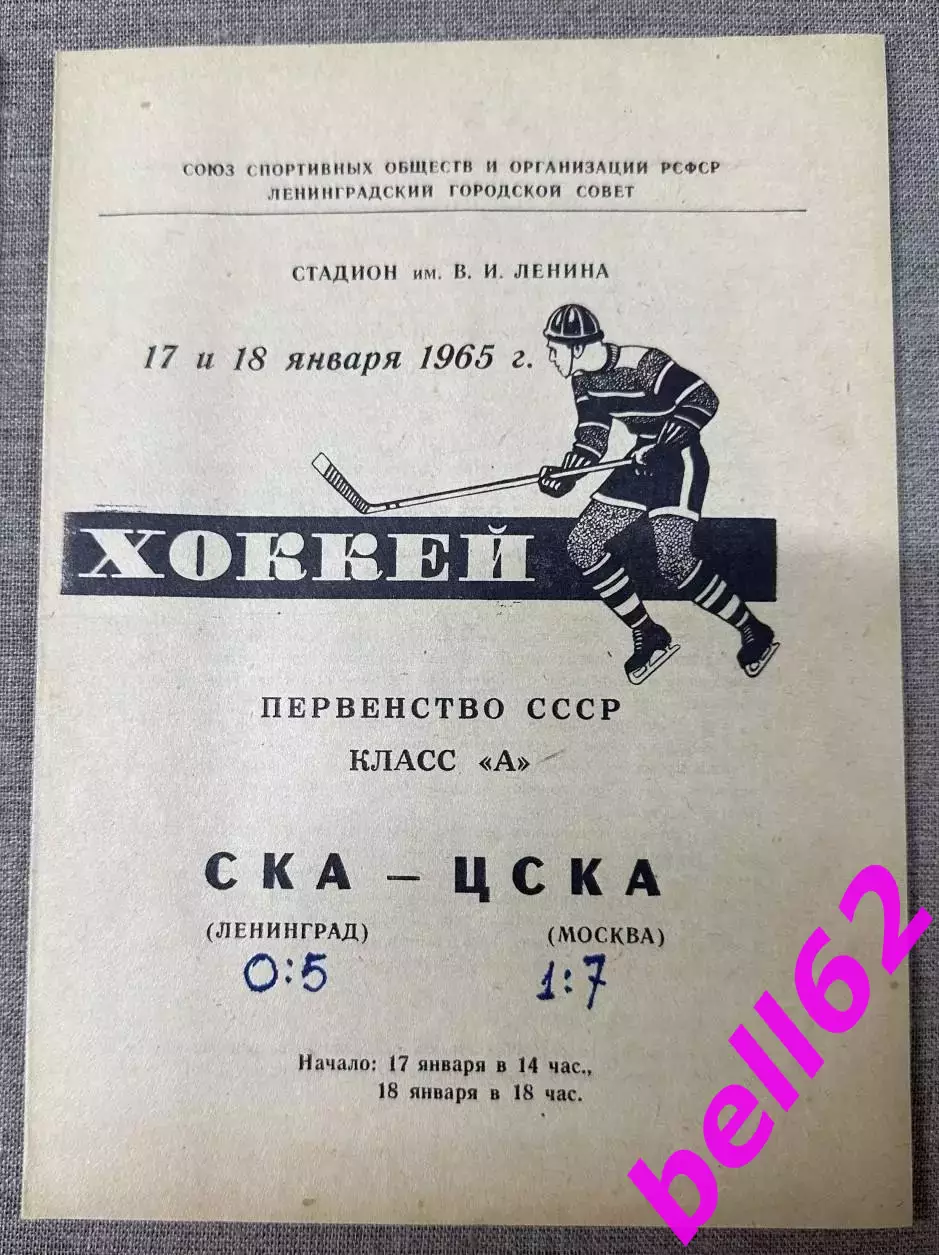 СОЮЗ СПОРТИВНЫХ ОБЩЕСТВ И ОРГАНИЗАЦИИ РСФСР
ЛЕНИНГРАДСКИЙ ГОРОДСКОЙ СОВЕТ
СТАДИОН им. В. И. ЛЕНИНА
17 и 18 января 1965 г.
ХОККЕЙ
ПЕРВЕНСТВО СССР
КЛАСС «А»
СКА — ЦСКА
(ЛЕНИНГРАД) (МОСКВА)
0:5 1:7
Начало: 17 января в 14 час.,
18 января в 18 час.
bell62